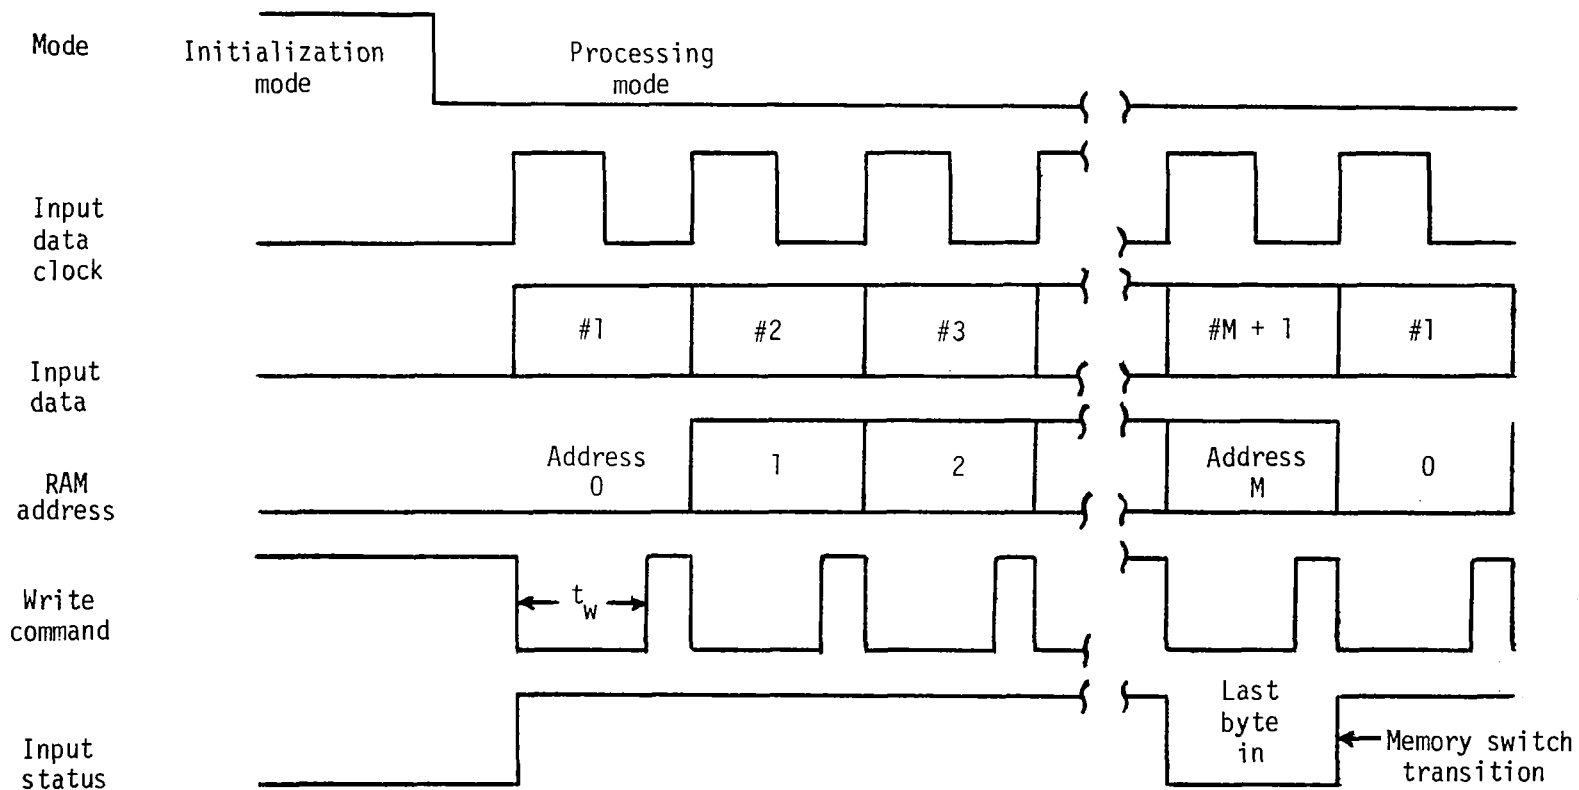 Mode
Initialization
mode
Processing
mode
Input
data
clock
Input
data
#1
#2
#3
#M + 1
#1
RAM
address
Address
0
1
2
Address
M
0
Write
command
t_w
Input
status
Last
byte
in
Memory switch
transition